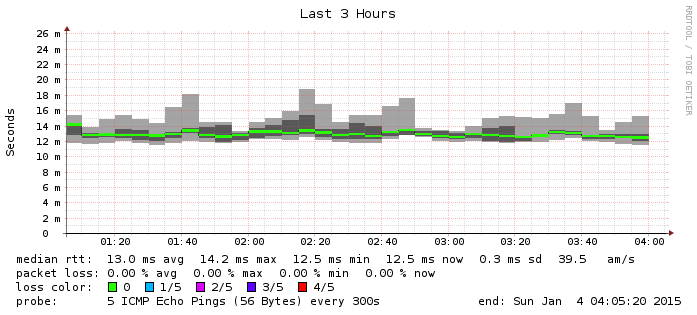 Last 3 Hours
RRDTOOL / TOBI OETIKER
Seconds
26 m
24 m
22 m
20 m
18 m
16 m
14 m
12 m
10 m
8 m
6 m
4 m
2 m
0
01:20 01:40 02:00 02:20 02:40 03:00 03:20 03:40 04:00
median rtt: 13.0 ms avg 14.2 ms max 12.5 ms min 12.5 ms now 0.3 ms sd 39.5 am/s
packet loss: 0.00 % avg 0.00 % max 0.00 % min 0.00 % now
loss color: 0 1/5 2/5 3/5 4/5
probe: 5 ICMP Echo Pings (56 Bytes) every 300s end: Sun Jan 4 04:05:20 2015